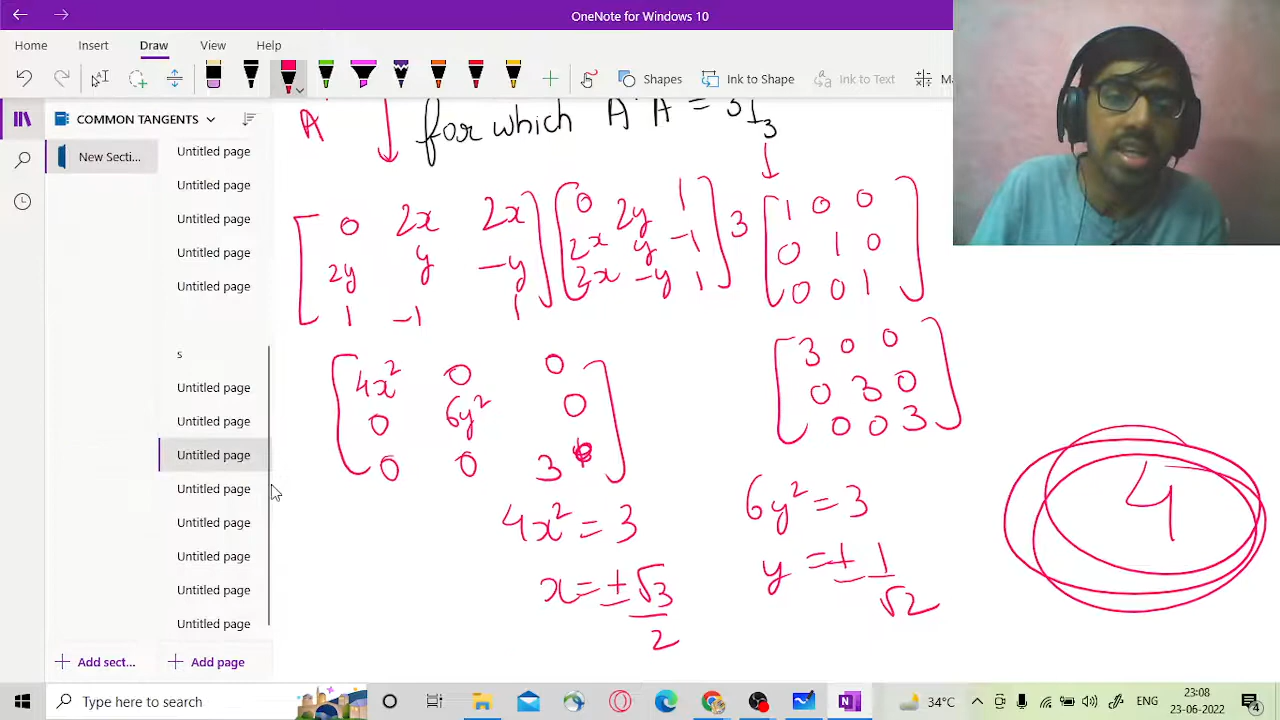 OneNote for Windows 10
Home Insert Draw View Help
Shapes Ink to Shape Ink to Text Ma
COMMON TANGENTS
New Secti...
Untitled page
Untitled page
Untitled page
Untitled page
s
Untitled page
Untitled page
Untitled page
Untitled page
Untitled page
Untitled page
Untitled page
Untitled page
Add sect... Add page
A for which AᵀA = 3I₃
[0 2x 2x] [0 2y 1] 3 [1 0 0]
[2y y -y] [2x y -1] [0 1 0]
[1 -1 1] [2x -y 1] [0 0 1]
[4x² 0 0] [3 0 0]
[0 6y² 0] [0 3 0]
[0 0 3] [0 0 3]
4x² = 3 6y² = 3
x = ± √3/2 y = ± 1/√2
4
Type here to search
34°C
ENG
23:08
09-06-2022